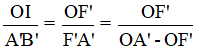 OI/A'B' = OF'/F'A' = OF'/(OA' - OF')